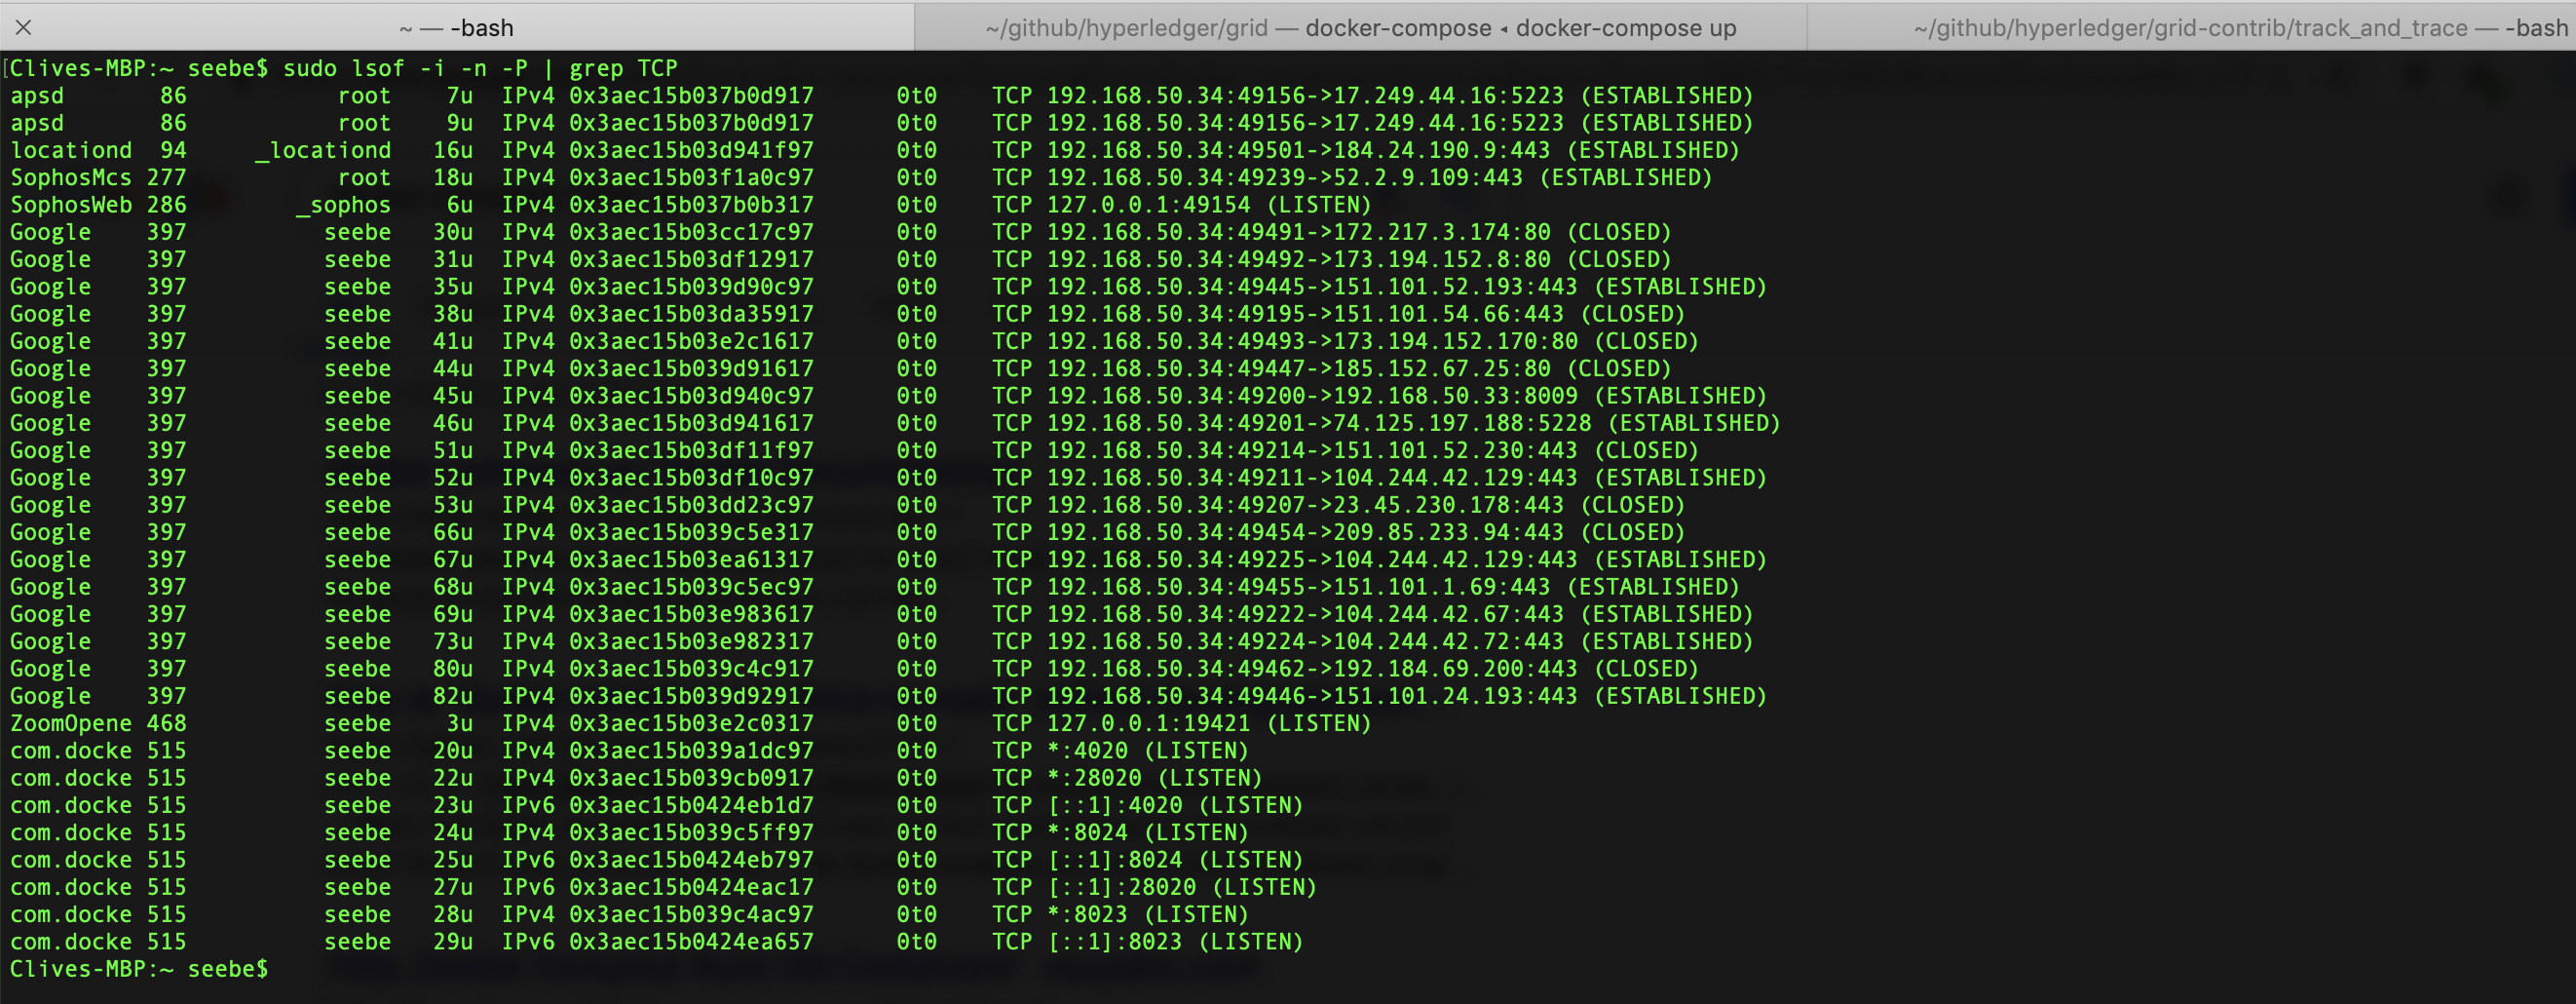 ~ — -bash
~/github/hyperledger/grid — docker-compose ◂ docker-compose up
~/github/hyperledger/grid-contrib/track_and_trace — -bash
[Clives-MBP:~ seebe$ sudo lsof -i -n -P | grep TCP
apsd 86 root 7u IPv4 0x3aec15b037b0d917 0t0 TCP 192.168.50.34:49156->17.249.44.16:5223 (ESTABLISHED)
apsd 86 root 9u IPv4 0x3aec15b037b0d917 0t0 TCP 192.168.50.34:49156->17.249.44.16:5223 (ESTABLISHED)
locationd 94 _locationd 16u IPv4 0x3aec15b03d941f97 0t0 TCP 192.168.50.34:49501->184.24.190.9:443 (ESTABLISHED)
SophosMcs 277 root 18u IPv4 0x3aec15b03f1a0c97 0t0 TCP 192.168.50.34:49239->52.2.9.109:443 (ESTABLISHED)
SophosWeb 286 _sophos 6u IPv4 0x3aec15b037b0b317 0t0 TCP 127.0.0.1:49154 (LISTEN)
Google 397 seebe 30u IPv4 0x3aec15b03cc17c97 0t0 TCP 192.168.50.34:49491->172.217.3.174:80 (CLOSED)
Google 397 seebe 31u IPv4 0x3aec15b03df12917 0t0 TCP 192.168.50.34:49492->173.194.152.8:80 (CLOSED)
Google 397 seebe 35u IPv4 0x3aec15b039d90c97 0t0 TCP 192.168.50.34:49445->151.101.52.193:443 (ESTABLISHED)
Google 397 seebe 38u IPv4 0x3aec15b03da35917 0t0 TCP 192.168.50.34:49195->151.101.54.66:443 (CLOSED)
Google 397 seebe 41u IPv4 0x3aec15b03e2c1617 0t0 TCP 192.168.50.34:49493->173.194.152.170:80 (CLOSED)
Google 397 seebe 44u IPv4 0x3aec15b039d91617 0t0 TCP 192.168.50.34:49447->185.152.67.25:80 (CLOSED)
Google 397 seebe 45u IPv4 0x3aec15b03d940c97 0t0 TCP 192.168.50.34:49200->192.168.50.33:8009 (ESTABLISHED)
Google 397 seebe 46u IPv4 0x3aec15b03d941617 0t0 TCP 192.168.50.34:49201->74.125.197.188:5228 (ESTABLISHED)
Google 397 seebe 51u IPv4 0x3aec15b03df11f97 0t0 TCP 192.168.50.34:49214->151.101.52.230:443 (CLOSED)
Google 397 seebe 52u IPv4 0x3aec15b03df10c97 0t0 TCP 192.168.50.34:49211->104.244.42.129:443 (ESTABLISHED)
Google 397 seebe 53u IPv4 0x3aec15b03dd23c97 0t0 TCP 192.168.50.34:49207->23.45.230.178:443 (CLOSED)
Google 397 seebe 66u IPv4 0x3aec15b039c5e317 0t0 TCP 192.168.50.34:49454->209.85.233.94:443 (CLOSED)
Google 397 seebe 67u IPv4 0x3aec15b03ea61317 0t0 TCP 192.168.50.34:49225->104.244.42.129:443 (ESTABLISHED)
Google 397 seebe 68u IPv4 0x3aec15b039c5ec97 0t0 TCP 192.168.50.34:49455->151.101.1.69:443 (ESTABLISHED)
Google 397 seebe 69u IPv4 0x3aec15b03e983617 0t0 TCP 192.168.50.34:49222->104.244.42.67:443 (ESTABLISHED)
Google 397 seebe 73u IPv4 0x3aec15b03e982317 0t0 TCP 192.168.50.34:49224->104.244.42.72:443 (ESTABLISHED)
Google 397 seebe 80u IPv4 0x3aec15b039c4c917 0t0 TCP 192.168.50.34:49462->192.184.69.200:443 (CLOSED)
Google 397 seebe 82u IPv4 0x3aec15b039d92917 0t0 TCP 192.168.50.34:49446->151.101.24.193:443 (ESTABLISHED)
ZoomOpene 468 seebe 3u IPv4 0x3aec15b03e2c0317 0t0 TCP 127.0.0.1:19421 (LISTEN)
com.docke 515 seebe 20u IPv4 0x3aec15b039a1dc97 0t0 TCP *:4020 (LISTEN)
com.docke 515 seebe 22u IPv4 0x3aec15b039cb0917 0t0 TCP *:28020 (LISTEN)
com.docke 515 seebe 23u IPv6 0x3aec15b0424eb1d7 0t0 TCP [::1]:4020 (LISTEN)
com.docke 515 seebe 24u IPv4 0x3aec15b039c5ff97 0t0 TCP *:8024 (LISTEN)
com.docke 515 seebe 25u IPv6 0x3aec15b0424eb797 0t0 TCP [::1]:8024 (LISTEN)
com.docke 515 seebe 27u IPv6 0x3aec15b0424eac17 0t0 TCP [::1]:28020 (LISTEN)
com.docke 515 seebe 28u IPv4 0x3aec15b039c4ac97 0t0 TCP *:8023 (LISTEN)
com.docke 515 seebe 29u IPv6 0x3aec15b0424ea657 0t0 TCP [::1]:8023 (LISTEN)
Clives-MBP:~ seebe$